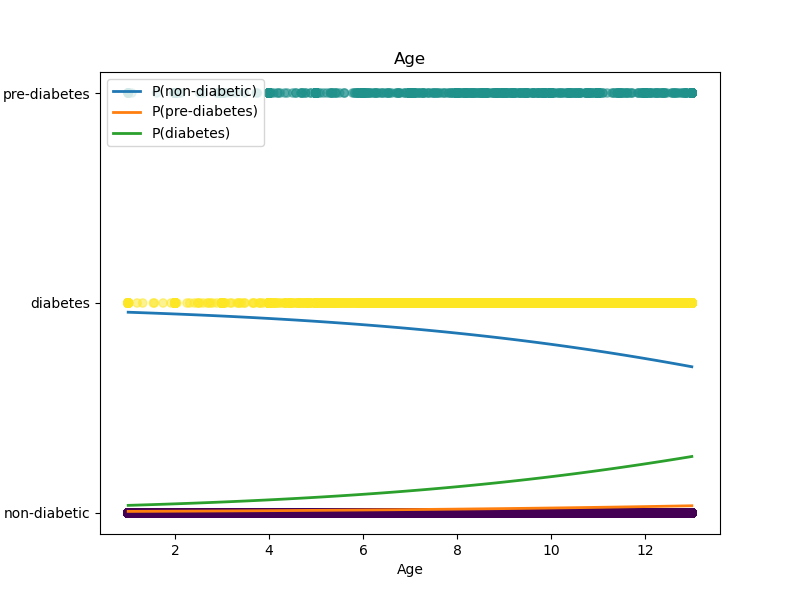 Age
pre-diabetes
P(non-diabetic)
P(pre-diabetes)
P(diabetes)
diabetes
non-diabetic
2 4 6 8 10 12
Age